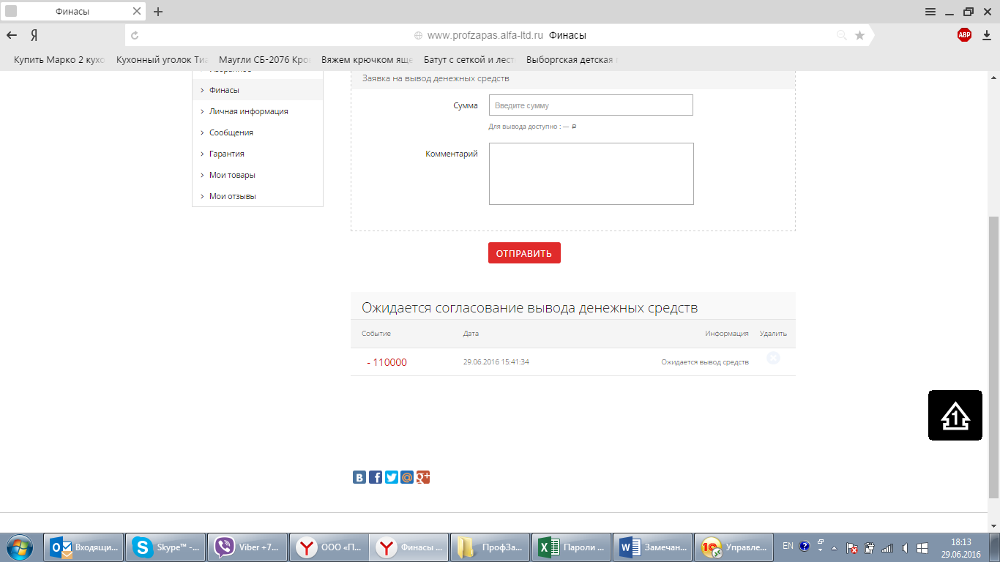 Финасы
Я
www.profzapas.alfa-ltd.ru Финасы
ABP
Купить Марко 2 кухо
Кухонный уголок Тиа
Маугли СБ-2076 Кро
Вяжем крючком яще
Батут с сеткой и лест
Выборгская детская
Избранное
Финасы
Личная информация
Сообщения
Гарантия
Мои товары
Мои отзывы
Заявка на вывод денежных средств
Сумма
Введите сумму
Для вывода доступно : — ₽
Комментарий
ОТПРАВИТЬ
Ожидается согласование вывода денежных средств
Событие Дата Информация Удалить
- 110000 29.06.2016 15:41:34 Ожидается вывод средств
1
Входящи...
Skype™ -...
Viber +7...
ООО «П...
Финасы ...
ПрофЗа...
Пароли ...
Замечан...
Управле...
EN
18:13
29.06.2016